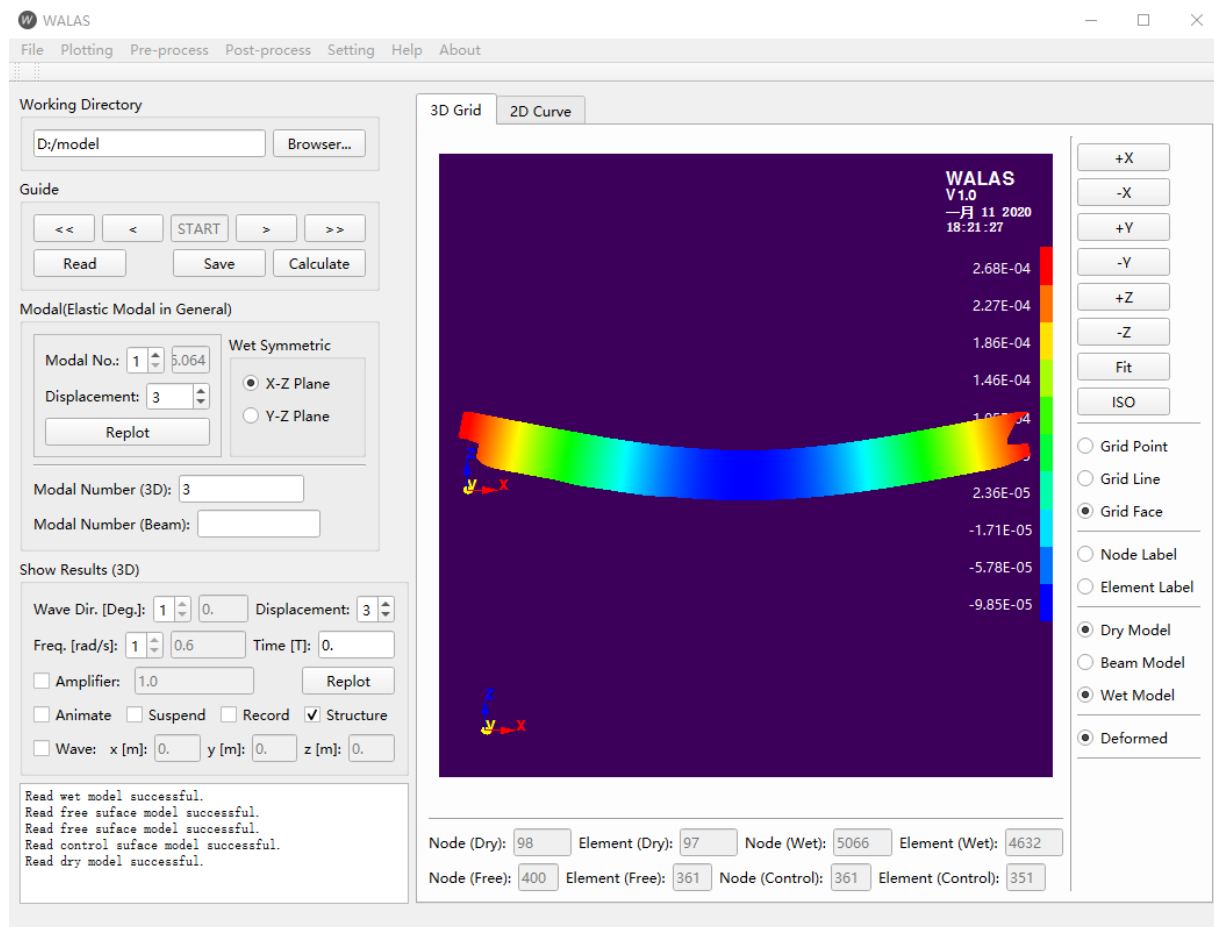 WALAS
File Plotting Pre-process Post-process Setting Help About
Working Directory
D:/model Browser...
Guide
<< < START > >>
Read Save Calculate
Modal(Elastic Modal in General)
Modal No.: 1 5.064
Displacement: 3
Replot
Wet Symmetric
X-Z Plane
Y-Z Plane
Modal Number (3D): 3
Modal Number (Beam):
Show Results (3D)
Wave Dir. [Deg.]: 1 0. Displacement: 3
Freq. [rad/s]: 1 0.6 Time [T]: 0.
Amplifier: 1.0 Replot
Animate Suspend Record Structure
Wave: x [m]: 0. y [m]: 0. z [m]: 0.
Read wet model successful.
Read free suface model successful.
Read free suface model successful.
Read control suface model successful.
Read dry model successful.
3D Grid 2D Curve
WALAS
V1.0
一月 11 2020
18:21:27
2.68E-04
2.27E-04
1.86E-04
1.46E-04
2.36E-05
-1.71E-05
-5.78E-05
-9.85E-05
Z
Y X
Z
Y X
Node (Dry): 98 Element (Dry): 97 Node (Wet): 5066 Element (Wet): 4632
Node (Free): 400 Element (Free): 361 Node (Control): 361 Element (Control): 351
+X
-X
+Y
-Y
+Z
-Z
Fit
ISO
Grid Point
Grid Line
Grid Face
Node Label
Element Label
Dry Model
Beam Model
Wet Model
Deformed